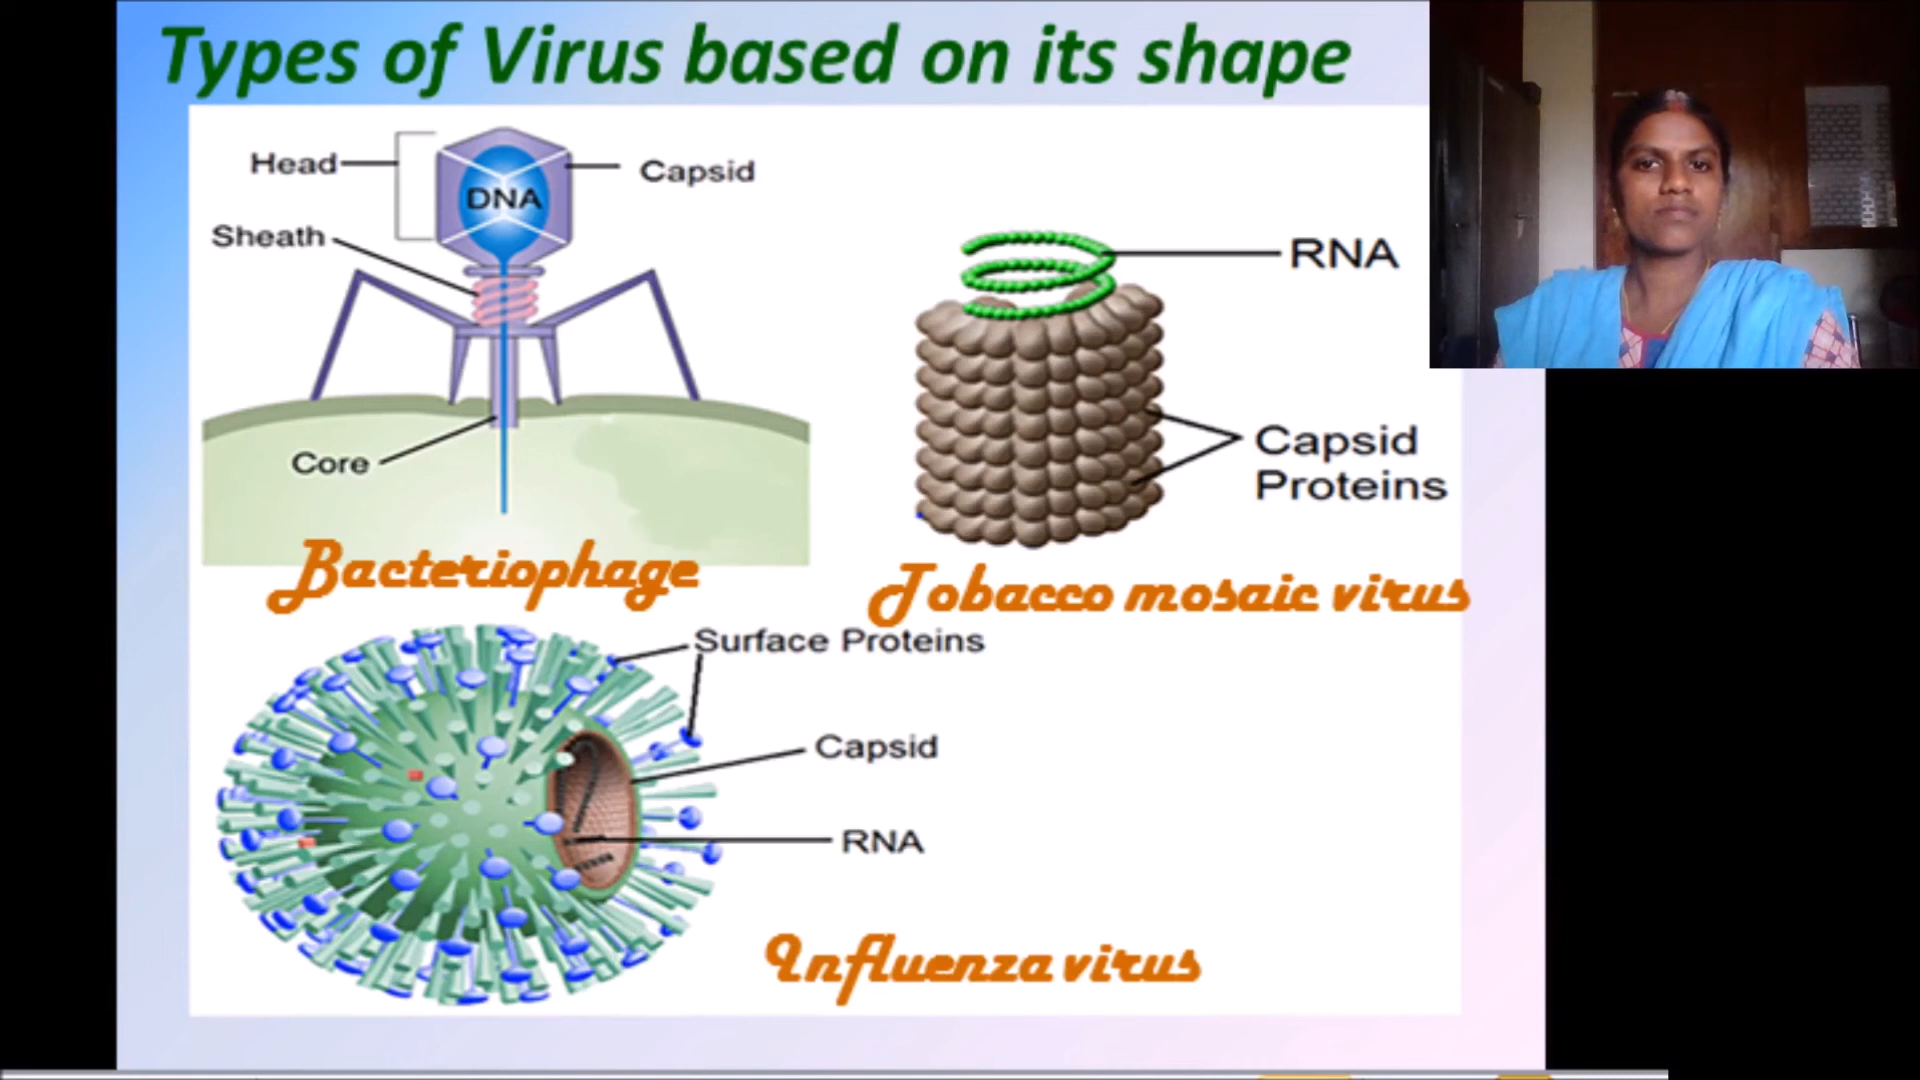 Types of Virus based on its shape
Head
Capsid
DNA
Sheath
Core
Bacteriophage
RNA
Capsid
Proteins
Tobacco mosaic virus
Surface Proteins
Capsid
RNA
Influenza virus